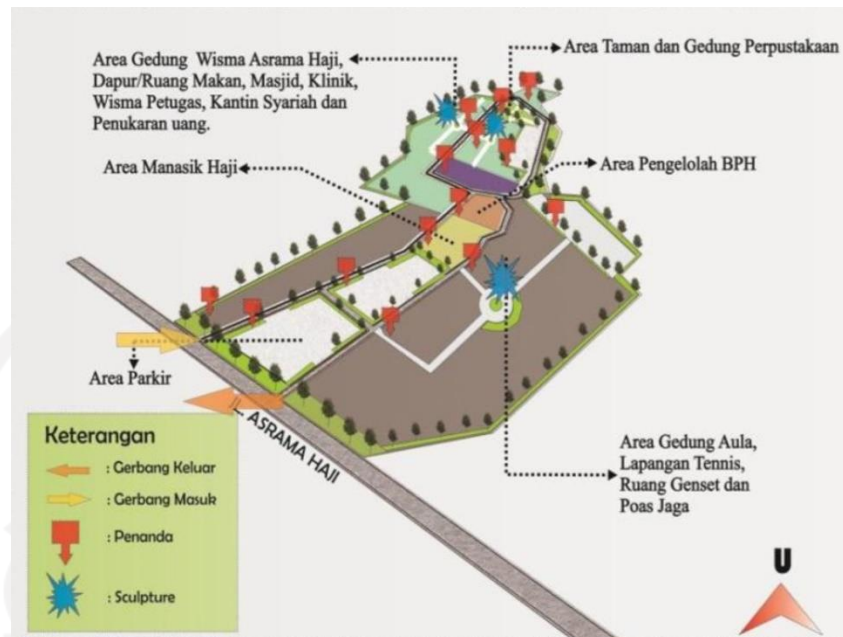 Area Gedung Wisma Asrama Haji,
Dapur/Ruang Makan, Masjid, Klinik,
Wisma Petugas, Kantin Syariah dan
Penukaran uang.
Area Taman dan Gedung Perpustakaan
Area Manasik Haji
Area Pengelolah BPH
Area Parkir
JL. ASRAMA HAJI
Area Gedung Aula,
Lapangan Tennis,
Ruang Genset dan
Poas Jaga
Keterangan
: Gerbang Keluar
: Gerbang Masuk
: Penanda
: Sculpture
U